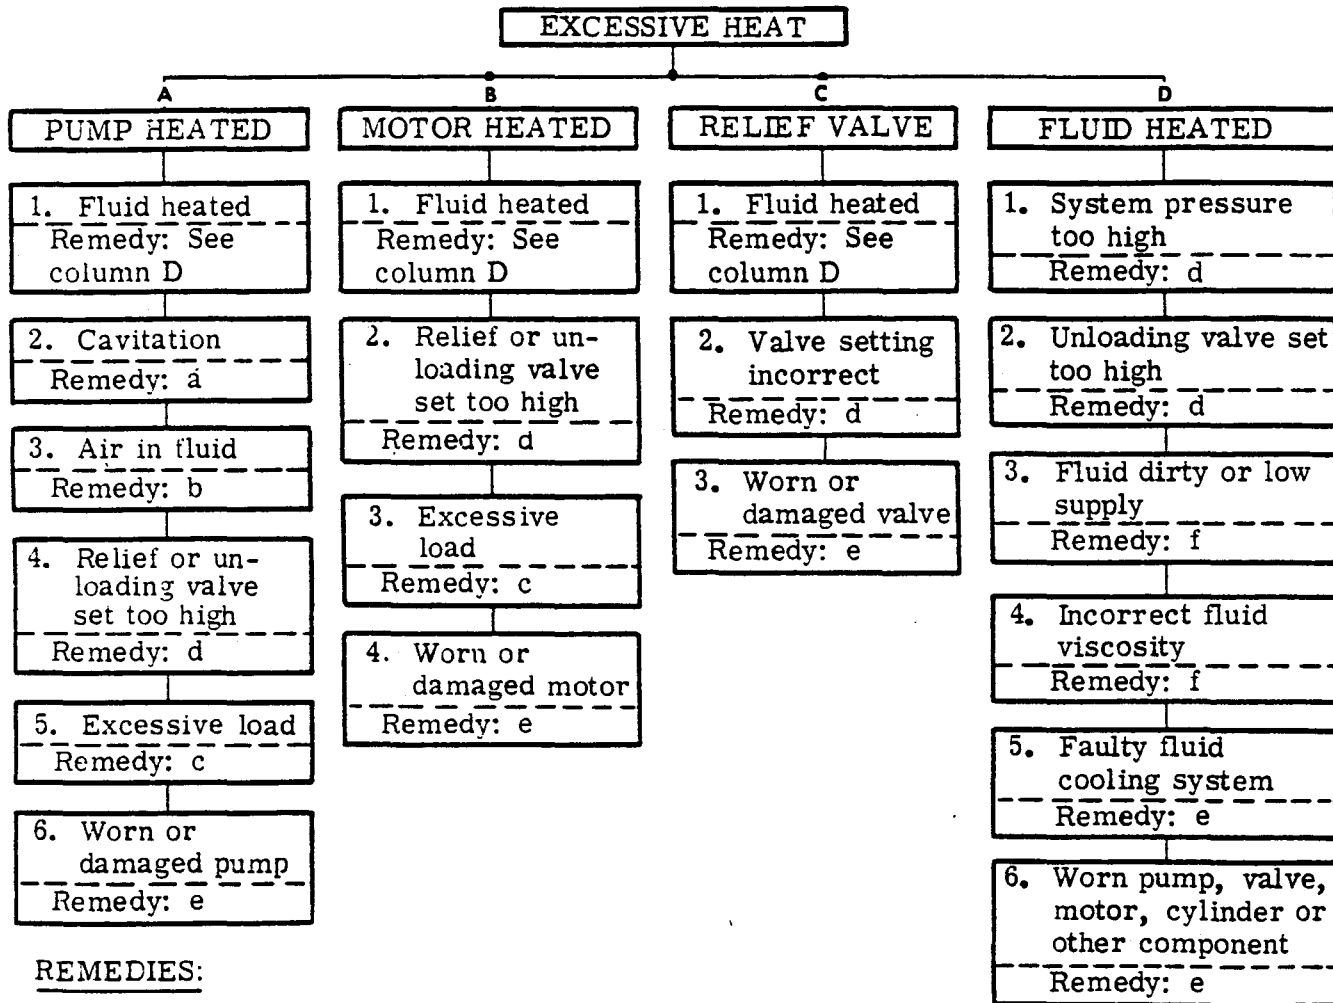 EXCESSIVE HEAT
A
PUMP HEATED
1. Fluid heated
Remedy: See
column D
2. Cavitation
Remedy: a
3. Air in fluid
Remedy: b
4. Relief or un-
loading valve
set too high
Remedy: d
5. Excessive load
Remedy: c
6. Worn or
damaged pump
Remedy: e
B
MOTOR HEATED
1. Fluid heated
Remedy: See
column D
2. Relief or un-
loading valve
set too high
Remedy: d
3. Excessive
load
Remedy: c
4. Worn or
damaged motor
Remedy: e
C
RELIEF VALVE
1. Fluid heated
Remedy: See
column D
2. Valve setting
incorrect
Remedy: d
3. Worn or
damaged valve
Remedy: e
D
FLUID HEATED
1. System pressure
too high
Remedy: d
2. Unloading valve set
too high
Remedy: d
3. Fluid dirty or low
supply
Remedy: f
4. Incorrect fluid
viscosity
Remedy: f
5. Faulty fluid
cooling system
Remedy: e
6. Worn pump, valve,
motor, cylinder or
other component
Remedy: e
REMEDIES: